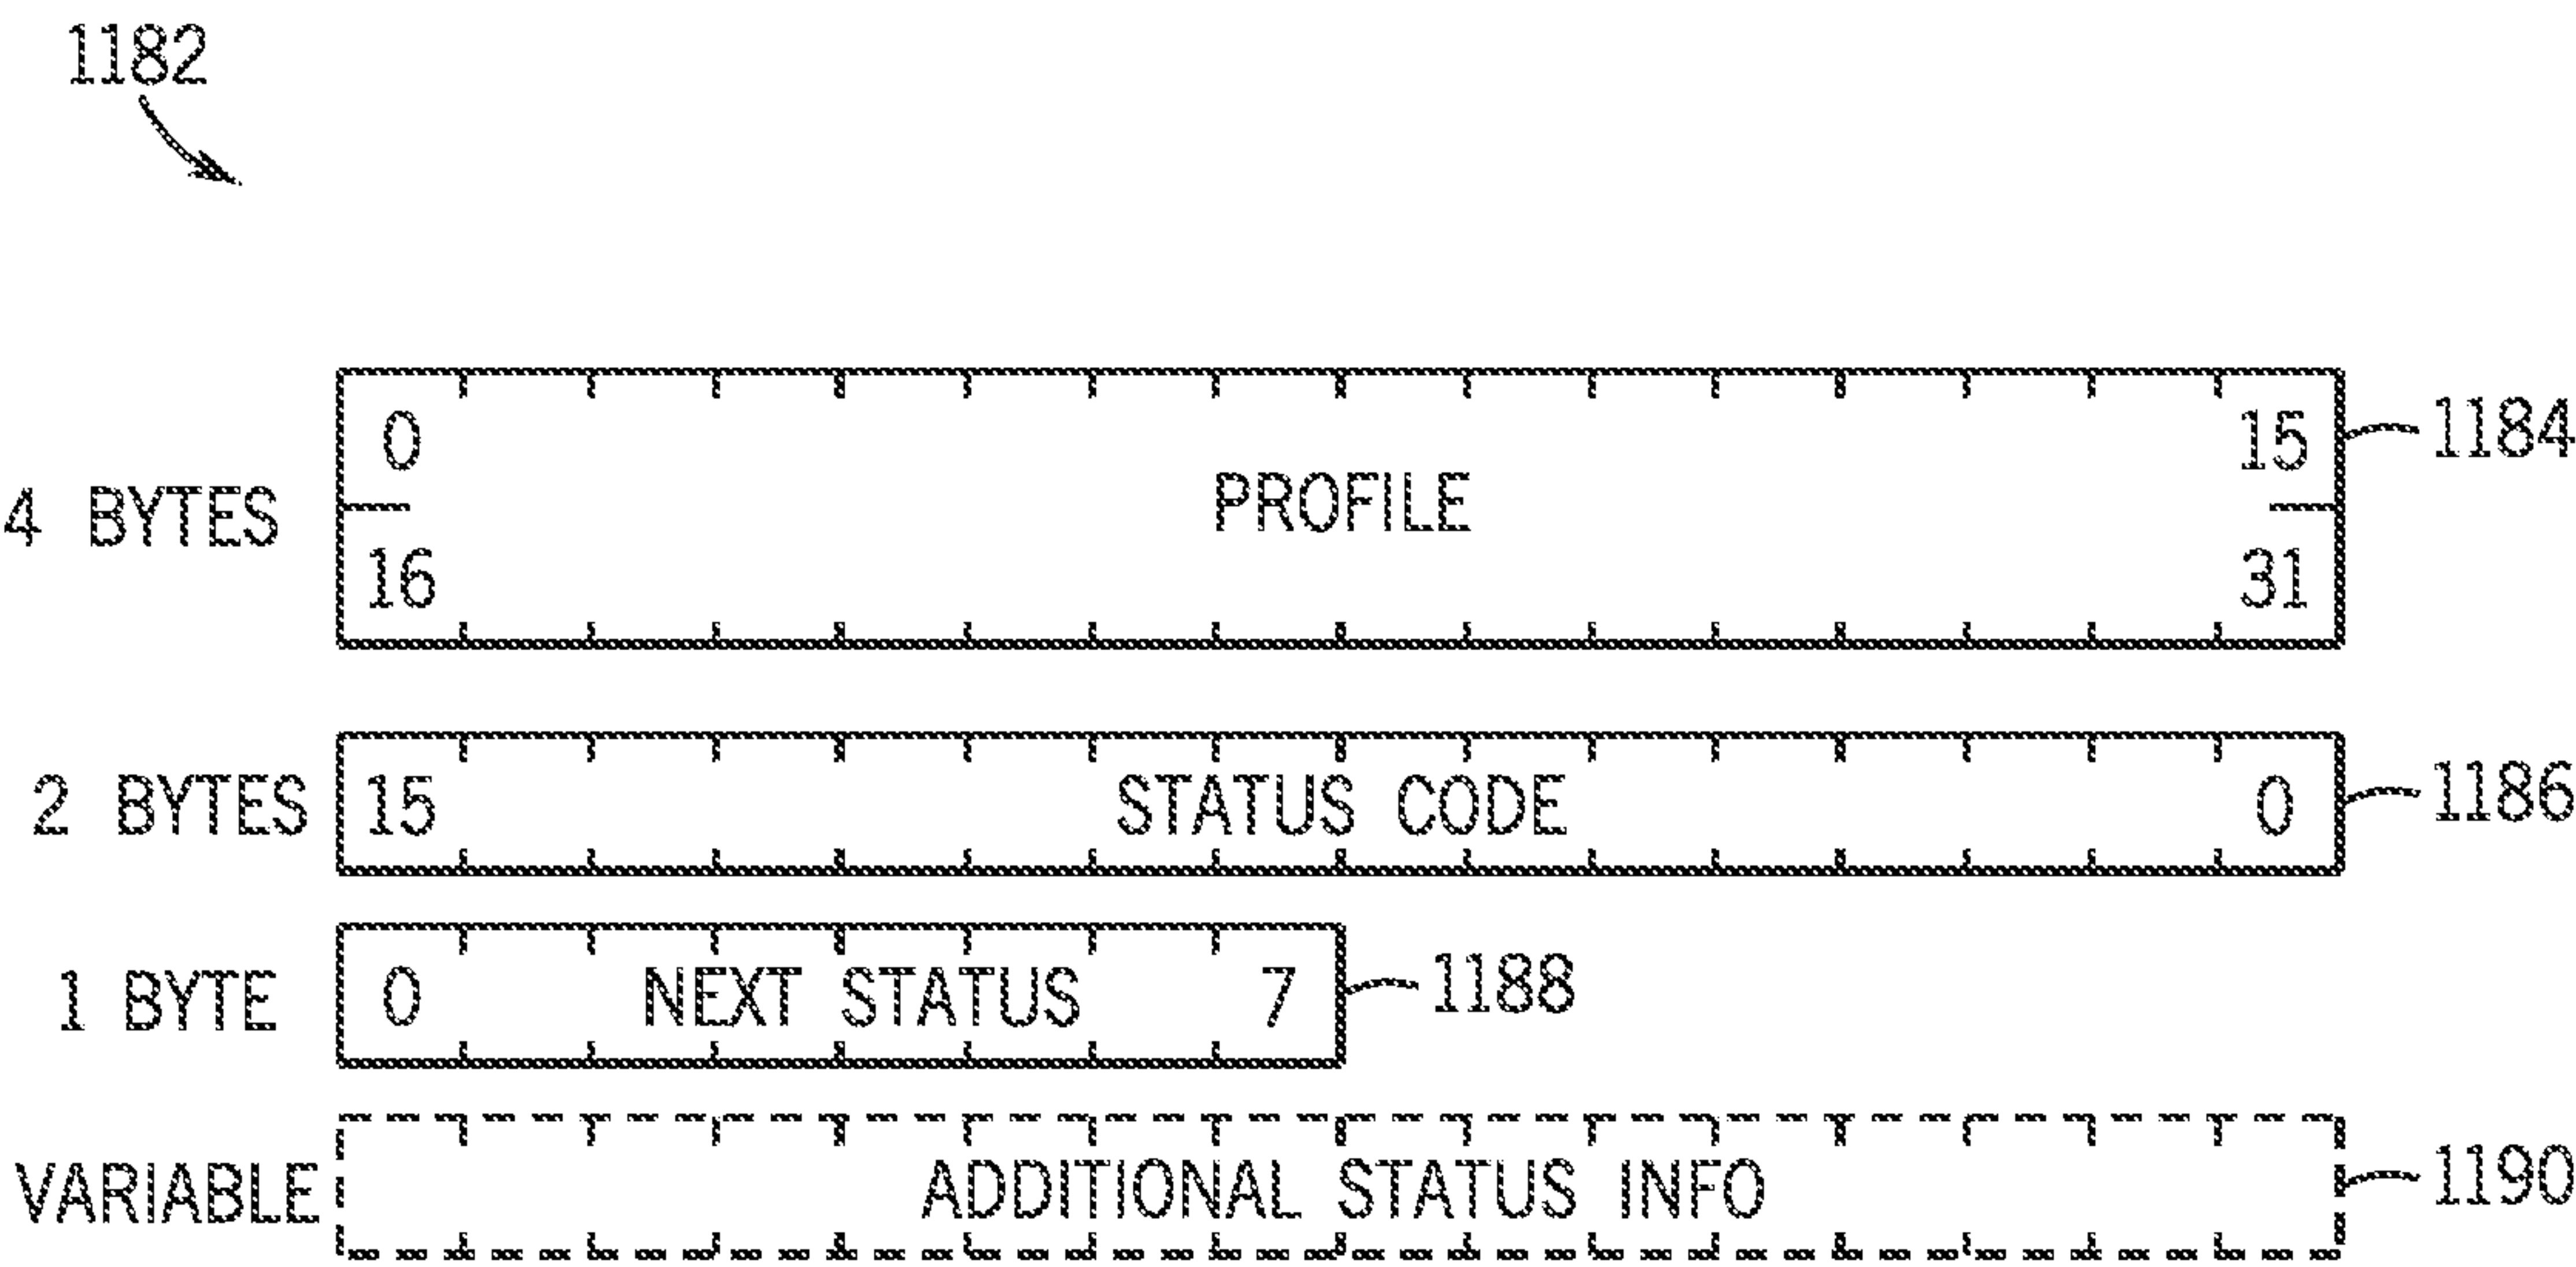 1182
0 15 1184
4 BYTES PROFILE
16 31
2 BYTES 15 STATUS CODE 0 1186
1 BYTE 0 NEXT STATUS 7 1188
VARIABLE ADDITIONAL STATUS INFO 1190